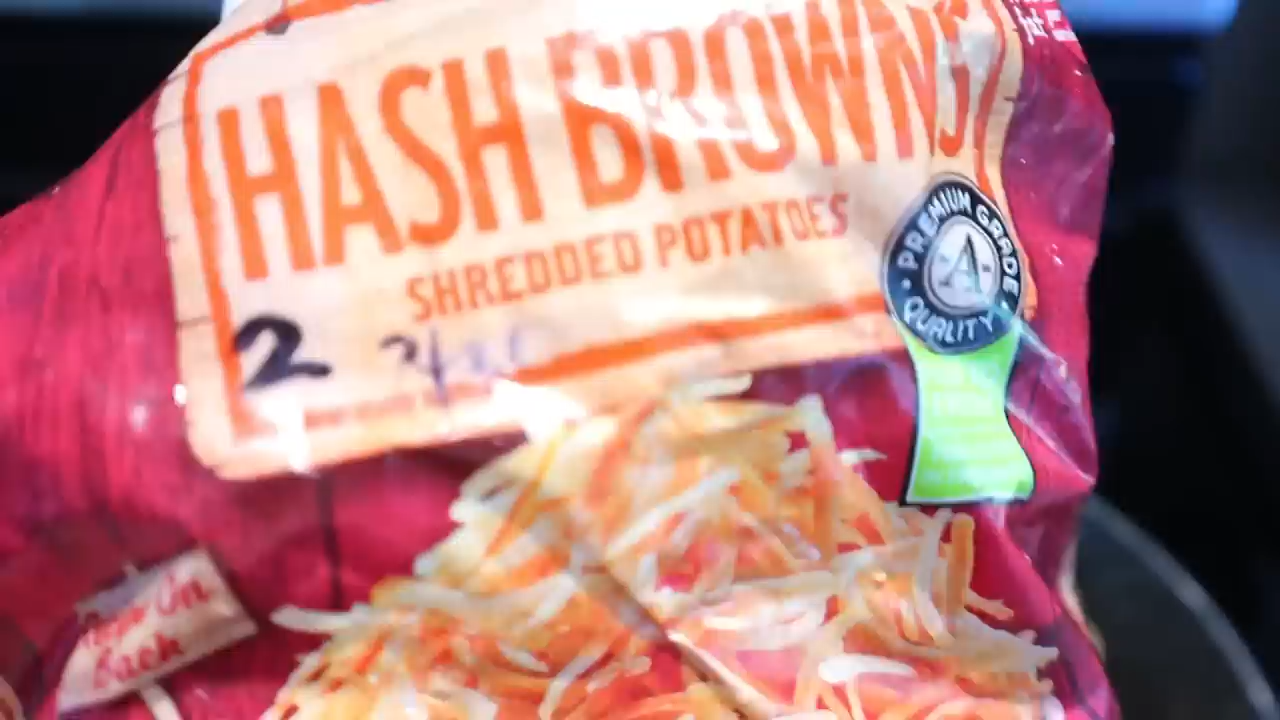 HASH BROWNS
SHREDDED POTATOES
PREMIUM GRADE
A
QUALITY
2
Recipe On
Back